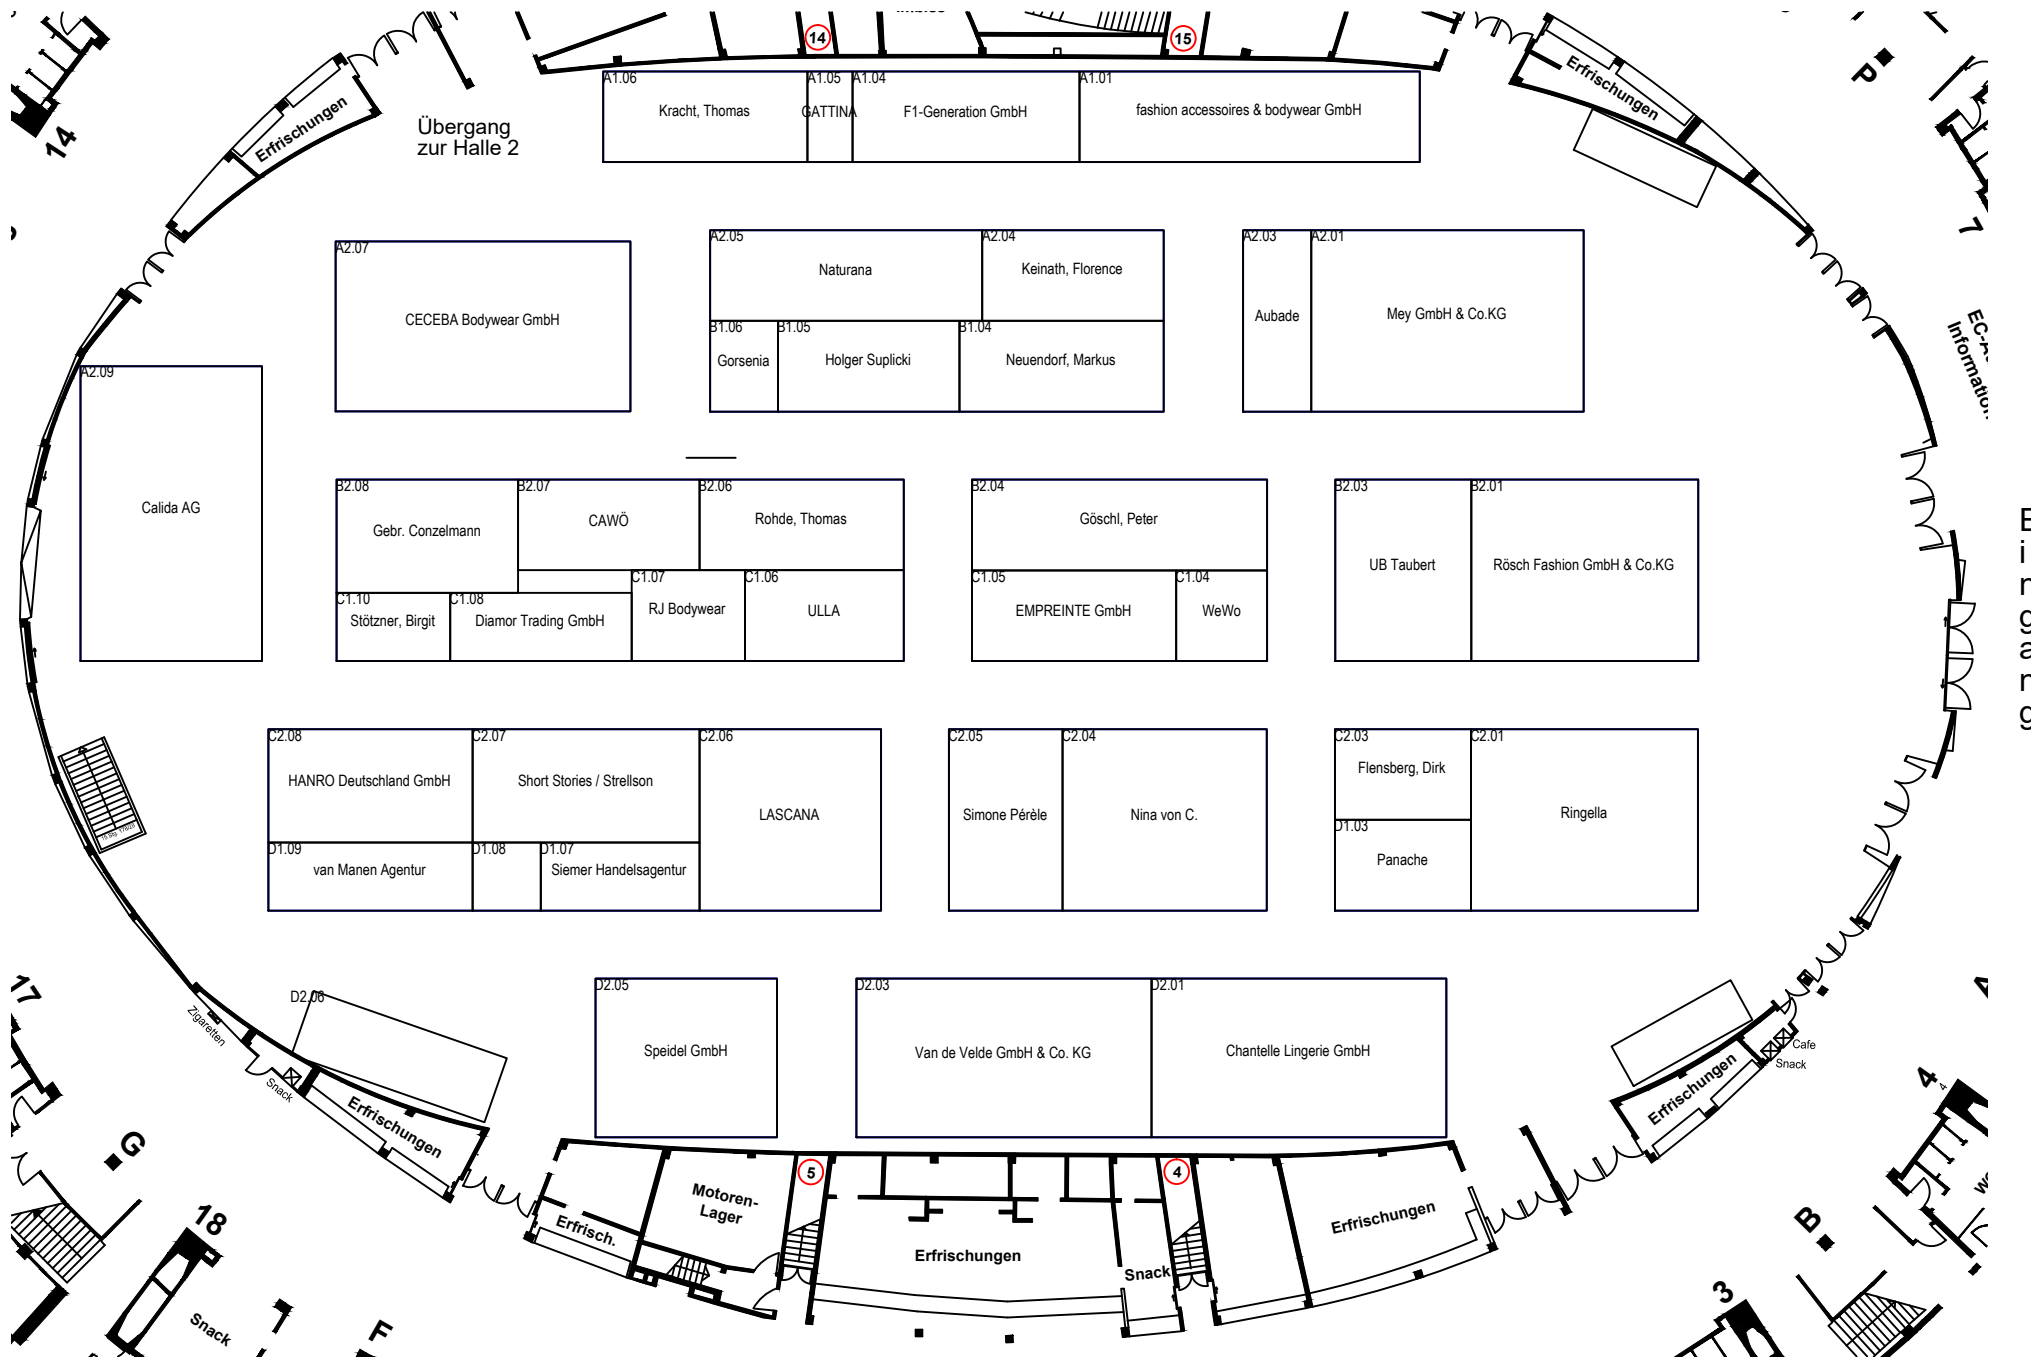 14
15
A1.06
A1.05
A1.04
A1.01
Kracht, Thomas
GATTINA
F1-Generation GmbH
fashion accessoires & bodywear GmbH
Erfrischungen
Erfrischungen
P
14
Übergang
zur Halle 2
7
A2.07
CECEBA Bodywear GmbH
A2.05
Naturana
A2.04
Keinath, Florence
B1.06
Gorsenia
B1.05
Holger Suplicki
B1.04
Neuendorf, Markus
A2.03
Aubade
A2.01
Mey GmbH & Co.KG
A2.09
Calida AG
B2.08
Gebr. Conzelmann
B2.07
CAWÖ
B2.06
Rohde, Thomas
C1.10
Stötzner, Birgit
C1.08
Diamor Trading GmbH
C1.07
RJ Bodywear
C1.06
ULLA
B2.04
Göschl, Peter
C1.05
EMPREINTE GmbH
C1.04
WeWo
B2.03
UB Taubert
B2.01
Rösch Fashion GmbH & Co.KG
E
i
n
g
a
n
g
C2.08
HANRO Deutschland GmbH
C2.07
Short Stories / Strellson
C2.06
LASCANA
D1.09
van Manen Agentur
D1.08
D1.07
Siemer Handelsagentur
C2.05
Simone Pérèle
C2.04
Nina von C.
C2.03
Flensberg, Dirk
D1.03
Panache
C2.01
Ringella
17
D2.06
Zigaretten
Snack
Erfrischungen
D2.05
Speidel GmbH
D2.03
Van de Velde GmbH & Co. KG
D2.01
Chantelle Lingerie GmbH
Cafe
Snack
Erfrischungen
4
4
G
18
5
4
Motoren-
Lager
Erfrisch.
Erfrischungen
Snack
Erfrischungen
B
3
Snack
F